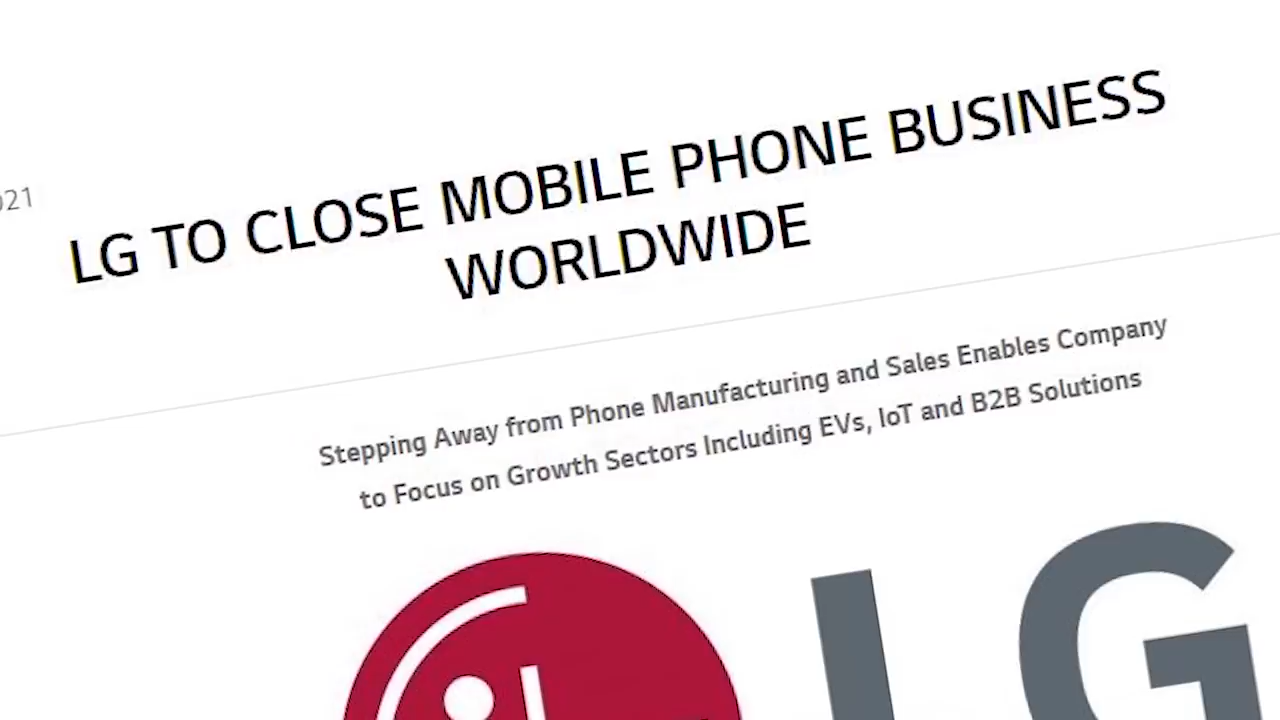 021
LG TO CLOSE MOBILE PHONE BUSINESS
WORLDWIDE
Stepping Away from Phone Manufacturing and Sales Enables Company
to Focus on Growth Sectors Including EVs, IoT and B2B Solutions
LG